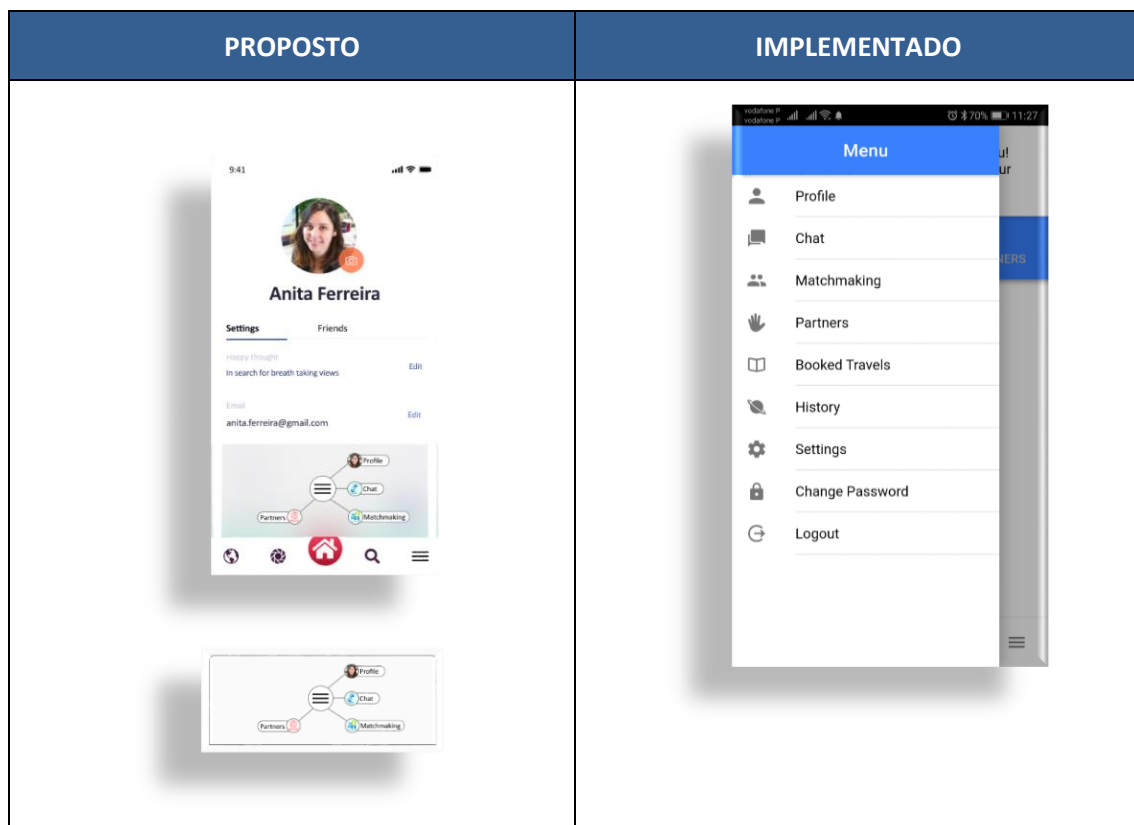 PROPOSTO
IMPLEMENTADO
9:41
Anita Ferreira
Settings Friends
Happy thought
In search for breath taking views Edit
Email
anita.ferreira@gmail.com Edit
Profile
Chat
Partners Matchmaking
Profile
Chat
Partners Matchmaking
vodafone P
vodafone P 70% 11:27
Menu
u!
ur
Profile
Chat
NERS
Matchmaking
Partners
Booked Travels
History
Settings
Change Password
Logout